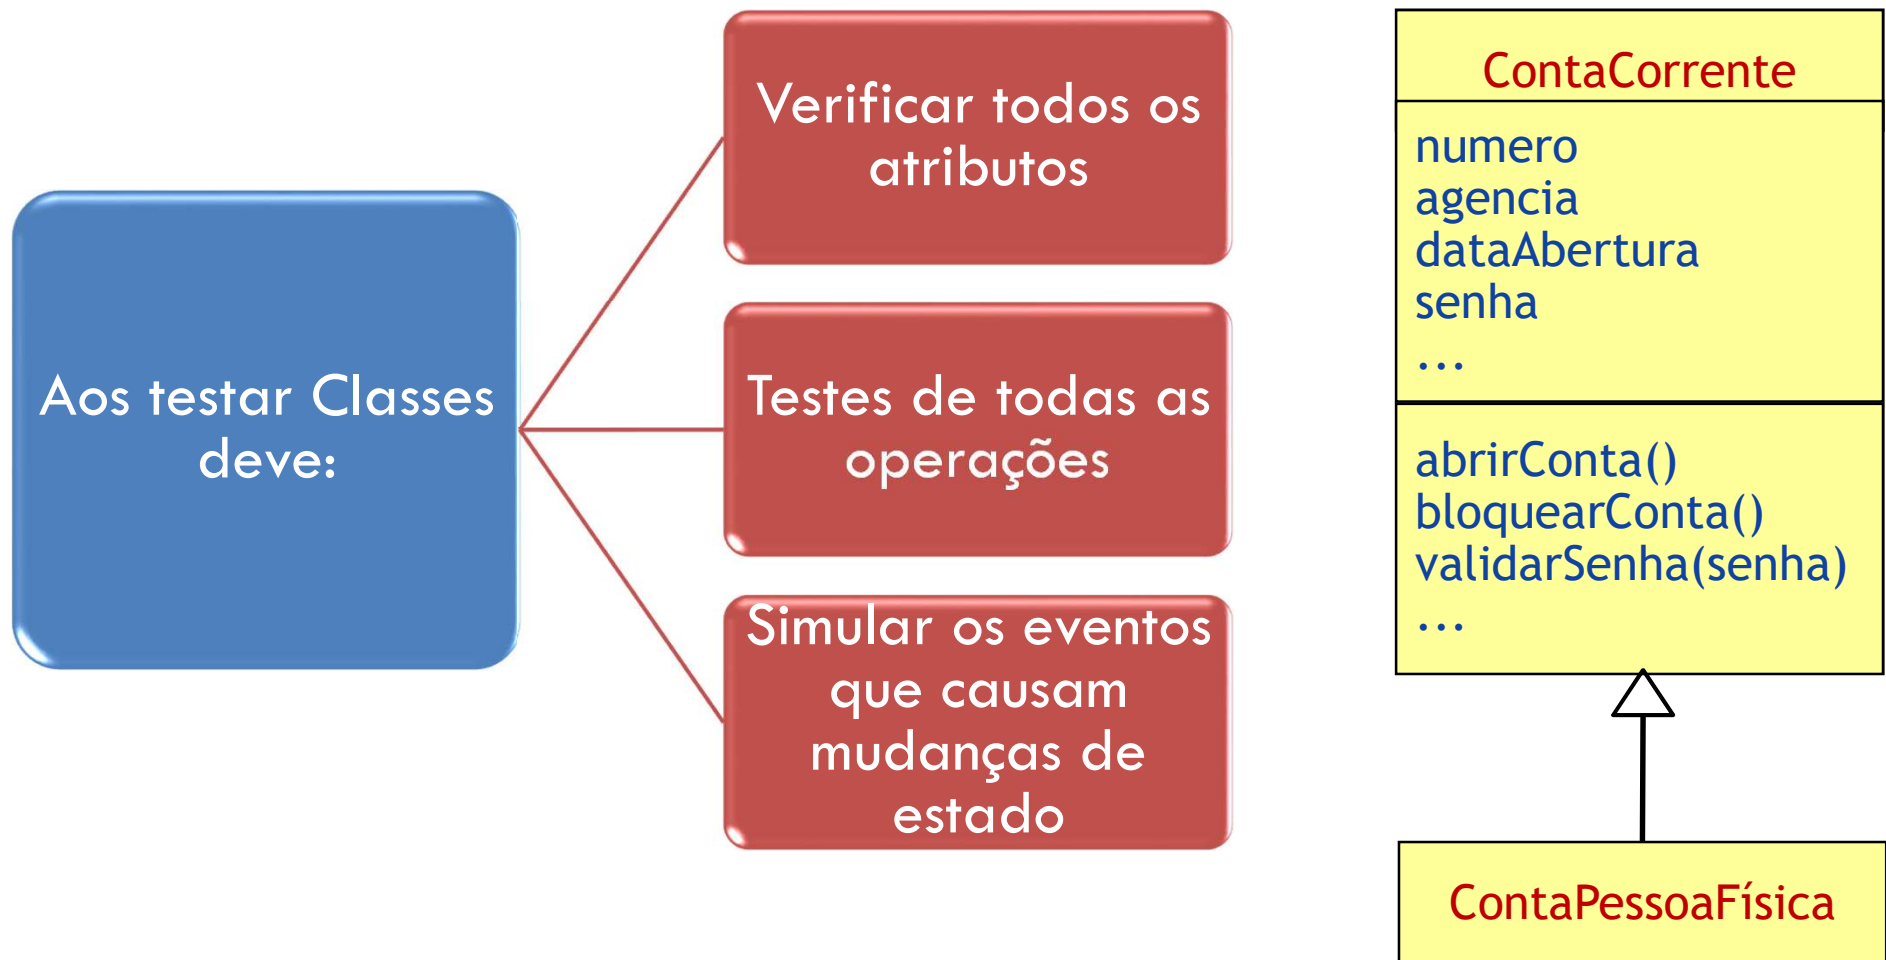 Aos testar Classes
deve:
Verificar todos os
atributos
Testes de todas as
operações
Simular os eventos
que causam
mudanças de
estado
ContaCorrente
numero
agencia
dataAbertura
senha
...
abrirConta()
bloquearConta()
validarSenha(senha)
...
ContaPessoaFísica